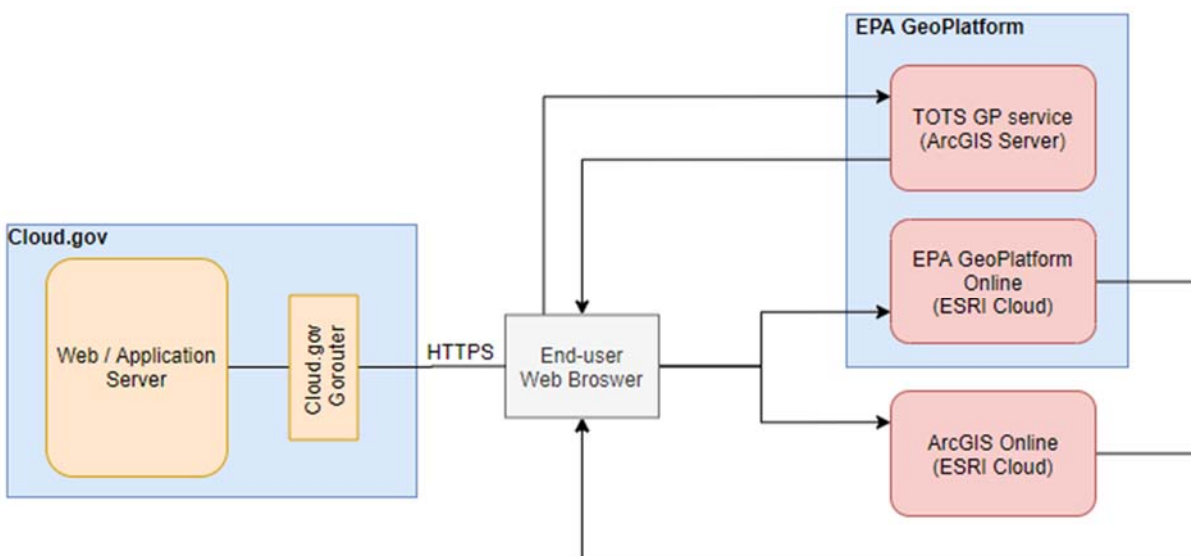 EPA GeoPlatform
TOTS GP service
(ArcGIS Server)
Cloud.gov
EPA GeoPlatform
Online
(ESRI Cloud)
Web / Application
Server
Cloud.gov
Gorouter
HTTPS
End-user
Web Broswer
ArcGIS Online
(ESRI Cloud)